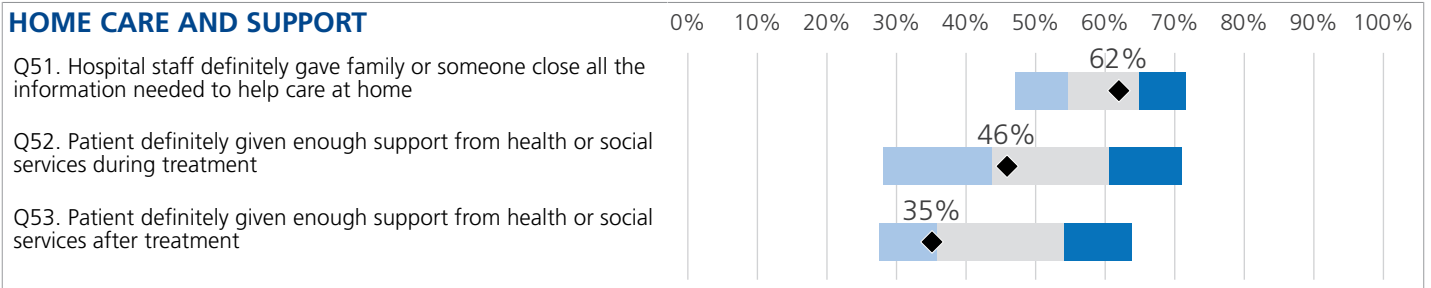 HOME CARE AND SUPPORT
0% 10% 20% 30% 40% 50% 60% 70% 80% 90% 100%
Q51. Hospital staff definitely gave family or someone close all the
information needed to help care at home
62%
Q52. Patient definitely given enough support from health or social
services during treatment
46%
Q53. Patient definitely given enough support from health or social
services after treatment
35%